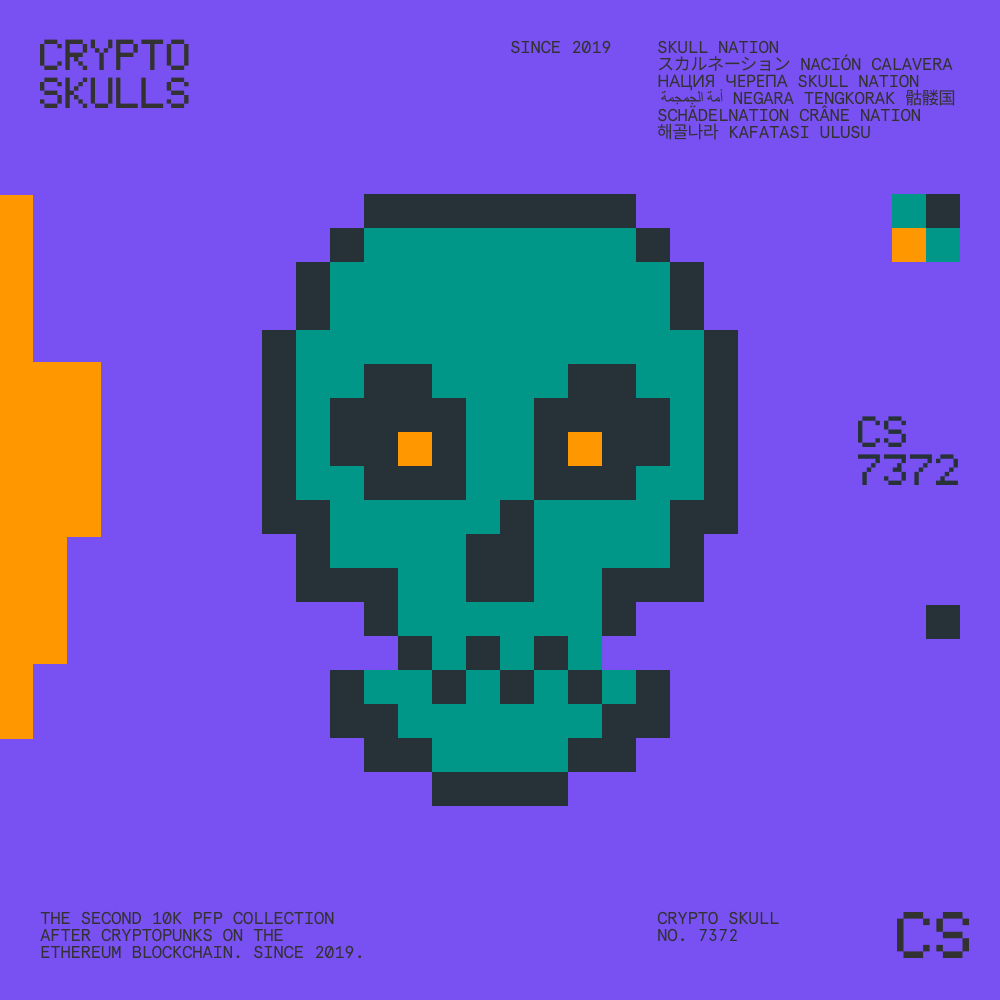 CRYPTO
SKULLS
SINCE 2019
SKULL NATION
スカルネーション NACIÓN CALAVERA
НАЦИЯ ЧЕРЕПА SKULL NATION
أمة الجمجمة NEGARA TENGKORAK 骷髅国
SCHÄDELNATION CRÂNE NATION
해골나라 KAFATASI ULUSU
CS
7372
THE SECOND 10K PFP COLLECTION
AFTER CRYPTOPUNKS ON THE
ETHEREUM BLOCKCHAIN. SINCE 2019.
CRYPTO SKULL
NO. 7372
CS